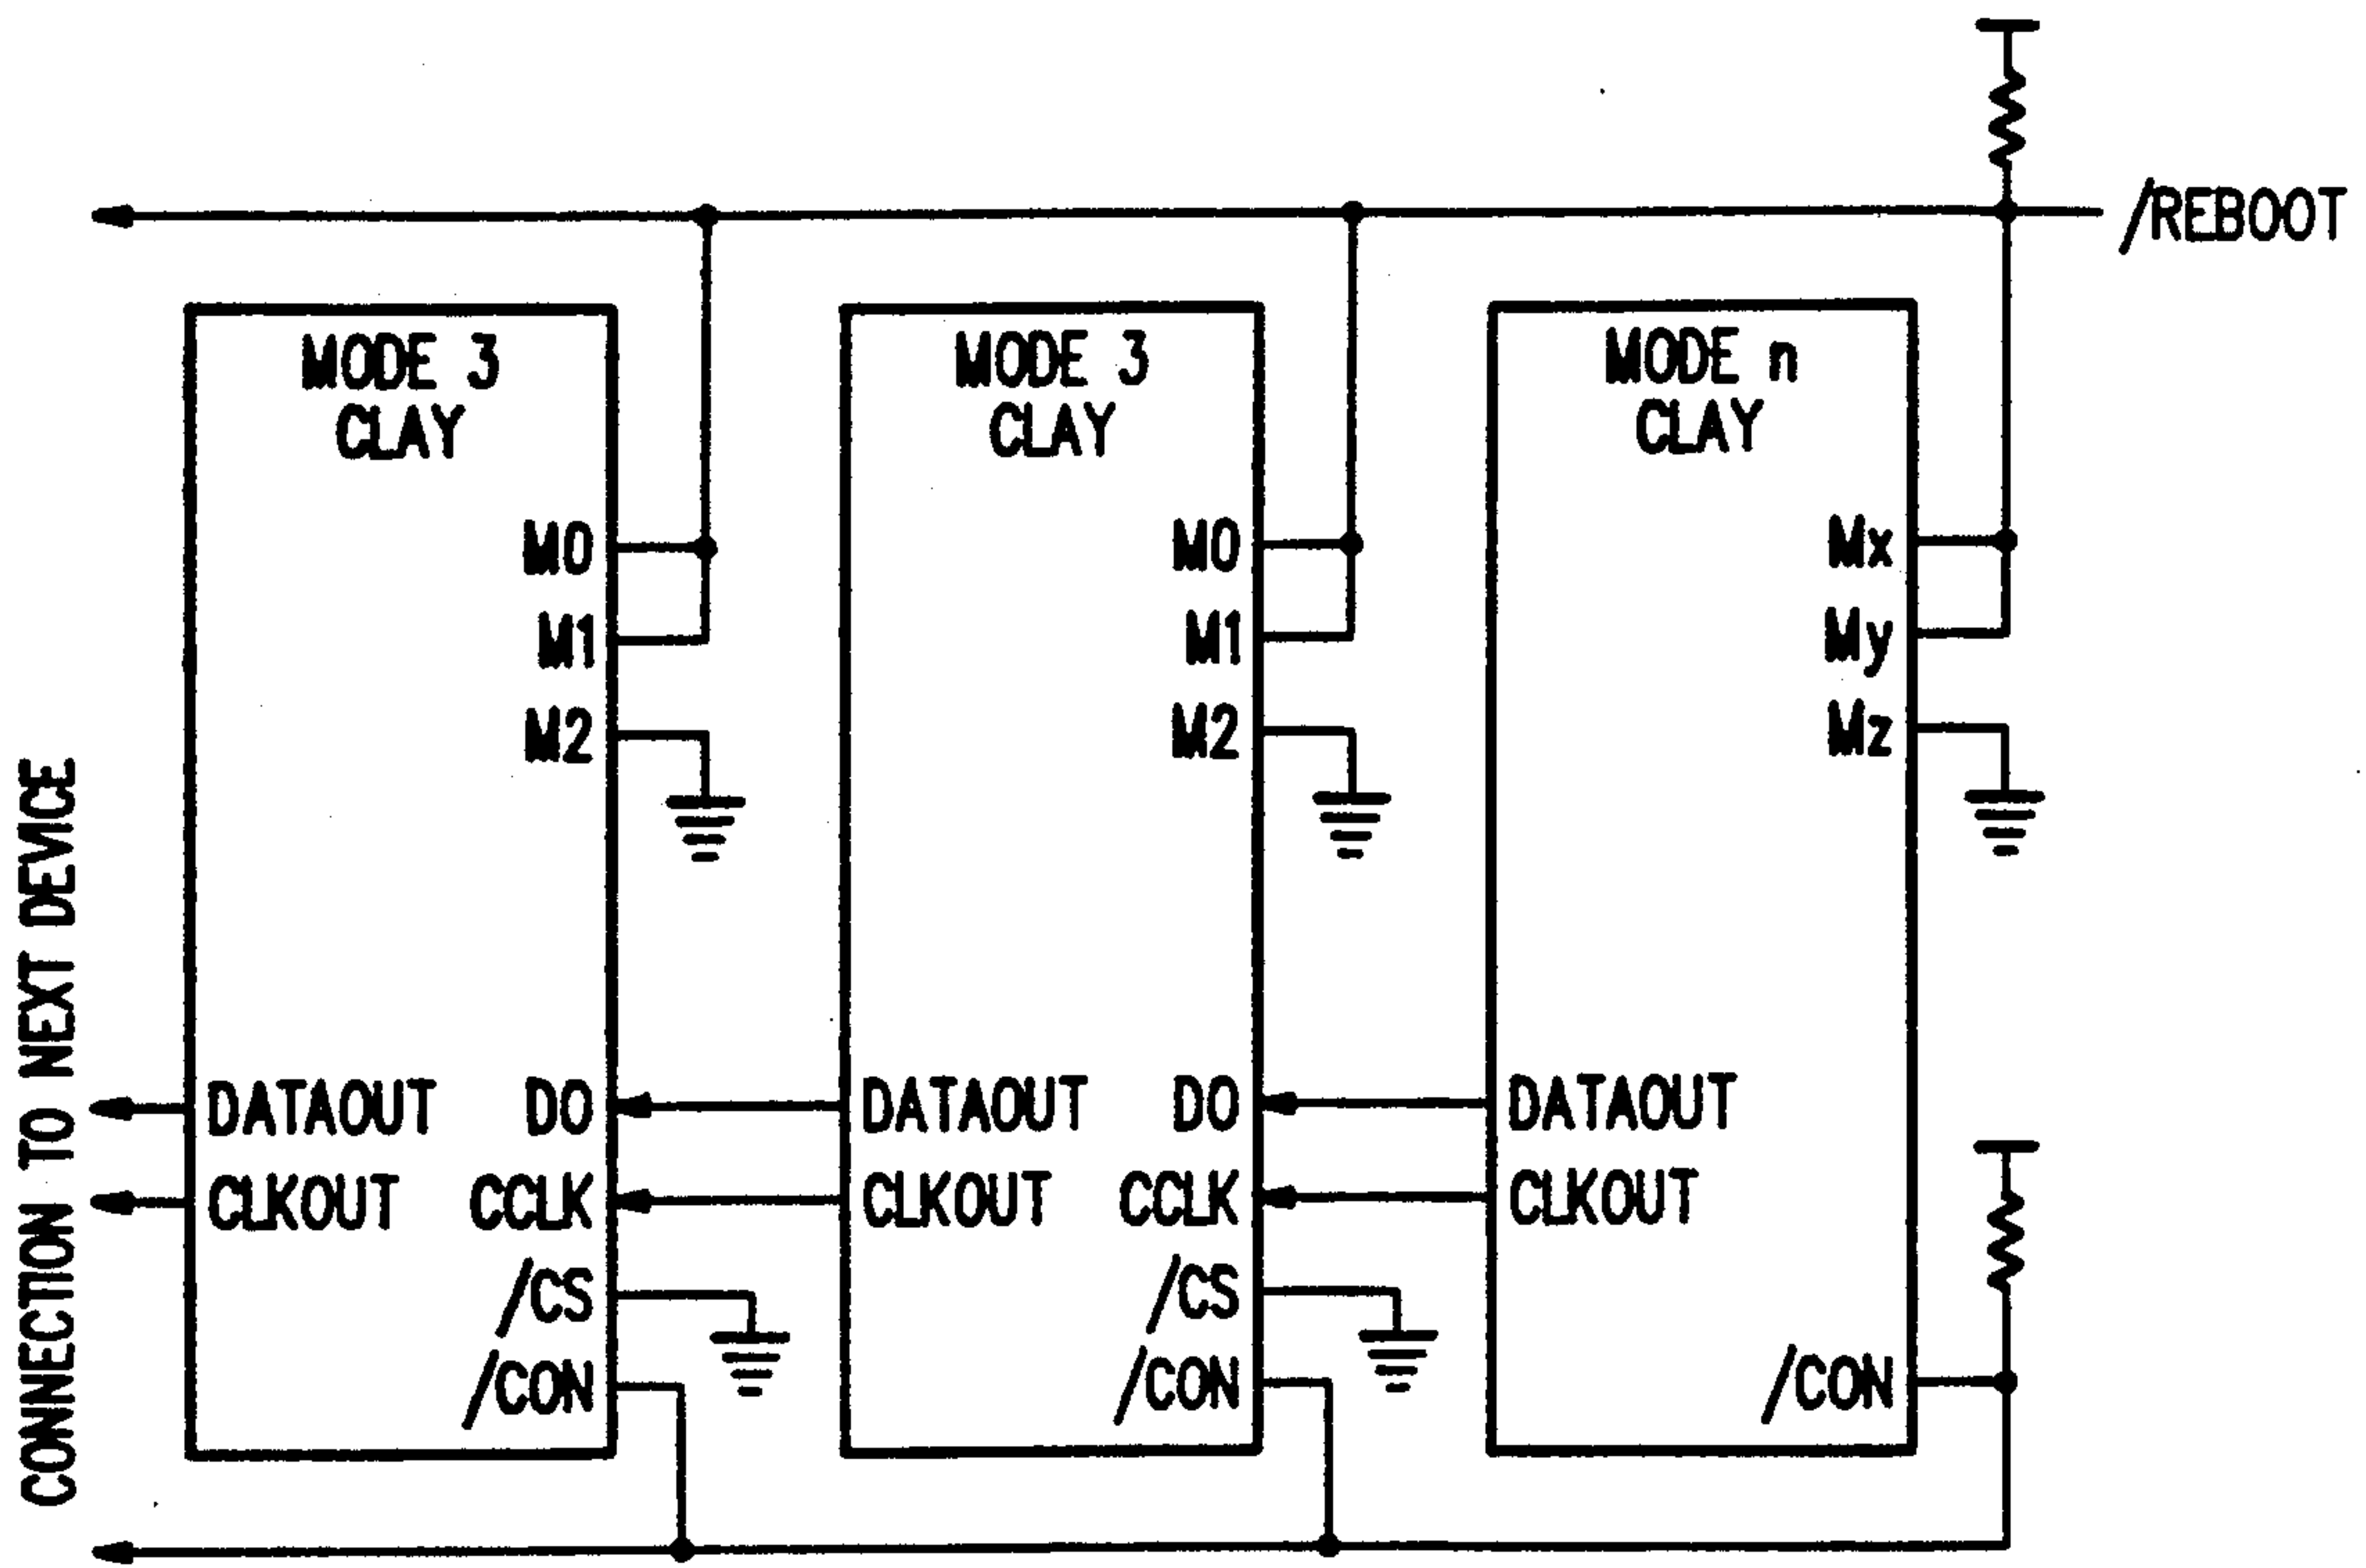 /REBOOT
MODE 3
CLAY
M0
M1
M2
DATAOUT
DO
CLKOUT
CCLK
/CS
/CON
MODE 3
CLAY
M0
M1
M2
DATAOUT
DO
CLKOUT
CCLK
/CS
/CON
MODE n
CLAY
Mx
My
Mz
DATAOUT
CLKOUT
/CON
CONNECTION TO NEXT DEVICE